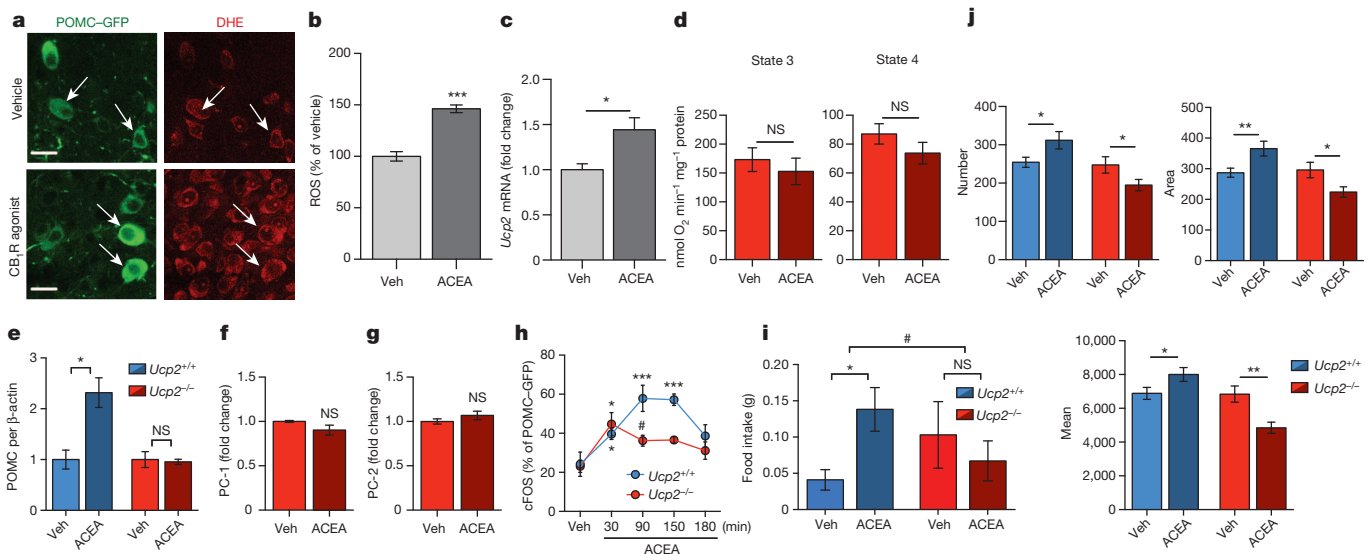 a
POMC–GFP
DHE
Vehicle
CB1R agonist
b
ROS (% of vehicle)
200
150
100
50
0
***
Veh
ACEA
c
Ucp2 mRNA (fold change)
2.0
1.5
1.0
0.5
0
*
Veh
ACEA
d
nmol O2 min–1 mg–1 protein
State 3
250
200
150
100
50
0
NS
Veh
ACEA
State 4
100
80
60
40
20
0
NS
Veh
ACEA
j
Number
400
300
200
100
0
*
*
Veh
ACEA
Veh
ACEA
Area
500
400
300
200
100
0
**
*
Veh
ACEA
Veh
ACEA
e
POMC per β-actin
3
2
1
0
*
NS
Ucp2+/+
Ucp2–/–
Veh
ACEA
Veh
ACEA
f
PC-1 (fold change)
1.5
1.0
0.5
0
NS
Veh
ACEA
g
PC-2 (fold change)
1.5
1.0
0.5
0
NS
Veh
ACEA
h
cFOS (% of POMC–GFP)
80
60
40
20
0
*
*
***
***
#
Ucp2+/+
Ucp2–/–
Veh
30
90
150
180
(min)
ACEA
i
Food intake (g)
0.20
0.15
0.10
0.05
0
#
*
NS
Ucp2+/+
Ucp2–/–
Veh
ACEA
Veh
ACEA
Mean
10,000
8,000
6,000
4,000
2,000
0
*
**
Ucp2+/+
Ucp2–/–
Veh
ACEA
Veh
ACEA